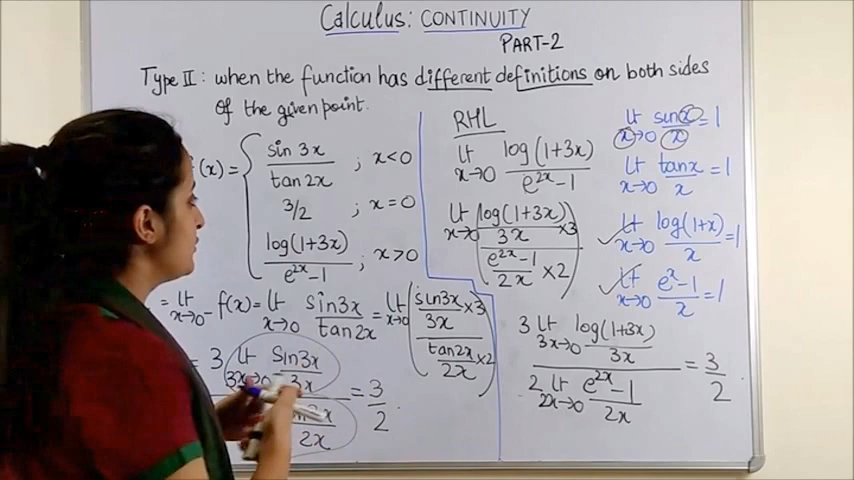 Calculus: CONTINUITY
PART-2
Type II: when the function has different definitions on both sides
of the given point.
(x) = { sin 3x / tan 2x ; x<0
3/2 ; x = 0
log(1+3x) / e^2x-1 ; x>0
= lt x→0- f(x) = lt x→0 sin3x / tan2x = lt x→0 ( sin3x / 3x ×3 / tan2x / 2x ×2 )
= 3 lt 3x→0 Sin3x / 3x
2x = 3/2.
RHL
lt x→0 log(1+3x) / e^2x-1
lt x→0 ( log(1+3x) / 3x ×3 / e^2x-1 / 2x ×2 )
3 lt 3x→0 log(1+3x) / 3x
2 lt 2x→0 e^2x-1 / 2x = 3/2.
lt x→0 sinx / x = 1
lt x→0 tanx / x = 1
lt x→0 log(1+x) / x = 1
lt x→0 e^x-1 / x = 1